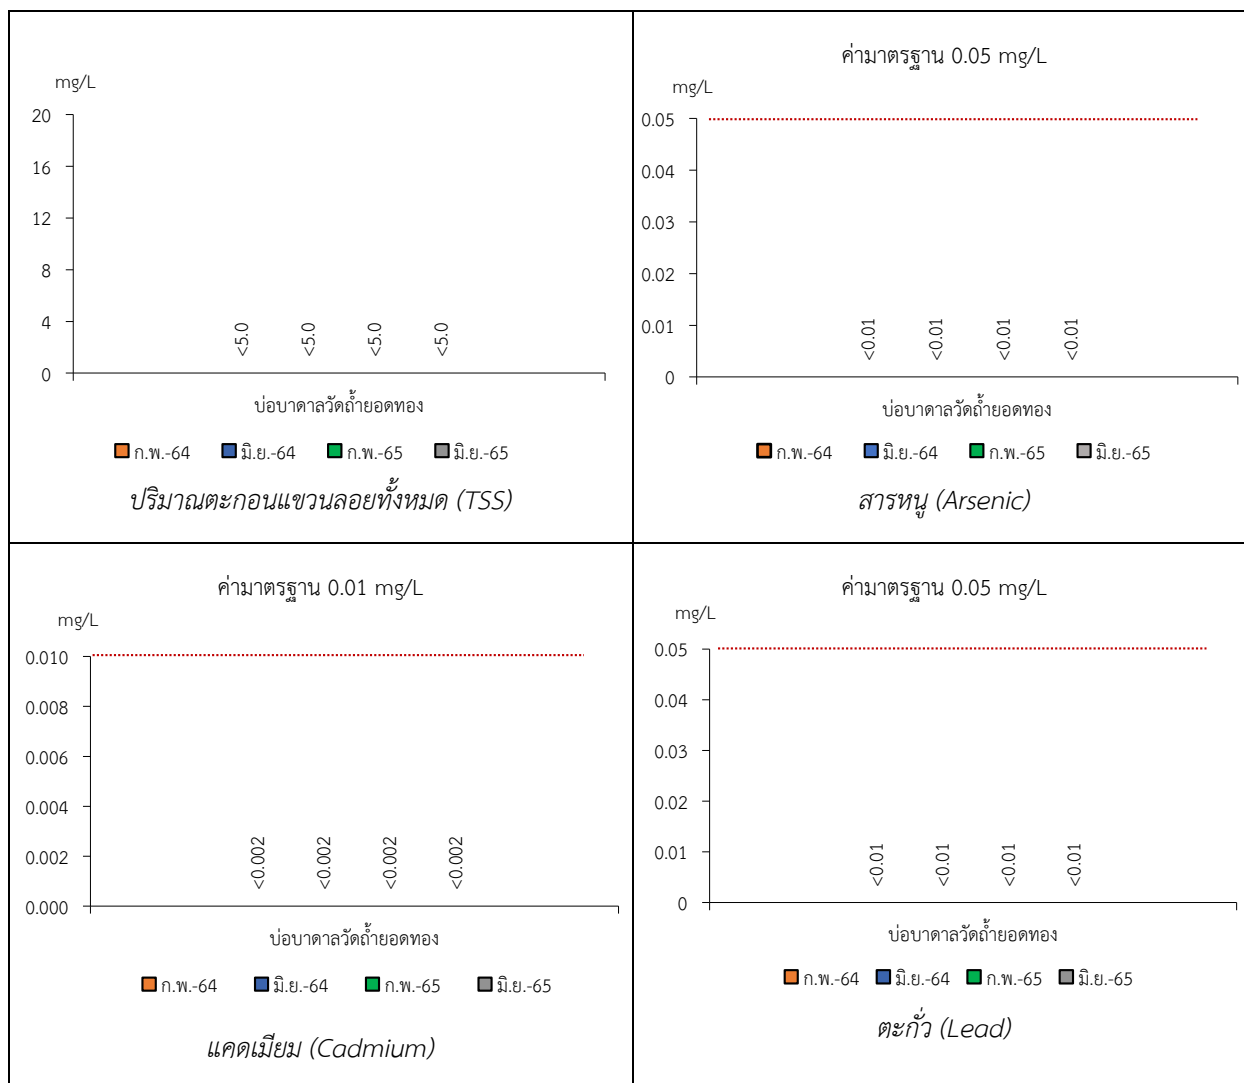 mg/L
20
16
12
8
4
0
<5.0
<5.0
<5.0
<5.0
บ่อบาดาลวัดถ้ำยอดทอง
ก.พ.-64 มิ.ย.-64 ก.พ.-65 มิ.ย.-65
ปริมาณตะกอนแขวนลอยทั้งหมด (TSS)
ค่ามาตรฐาน 0.05 mg/L
mg/L
0.05
0.04
0.03
0.02
0.01
0
<0.01
<0.01
<0.01
<0.01
บ่อบาดาลวัดถ้ำยอดทอง
ก.พ.-64 มิ.ย.-64 ก.พ.-65 มิ.ย.-65
สารหนู (Arsenic)
ค่ามาตรฐาน 0.01 mg/L
mg/L
0.010
0.008
0.006
0.004
0.002
0.000
<0.002
<0.002
<0.002
<0.002
บ่อบาดาลวัดถ้ำยอดทอง
ก.พ.-64 มิ.ย.-64 ก.พ.-65 มิ.ย.-65
แคดเมียม (Cadmium)
ค่ามาตรฐาน 0.05 mg/L
mg/L
0.05
0.04
0.03
0.02
0.01
0
<0.01
<0.01
<0.01
<0.01
บ่อบาดาลวัดถ้ำยอดทอง
ก.พ.-64 มิ.ย.-64 ก.พ.-65 มิ.ย.-65
ตะกั่ว (Lead)